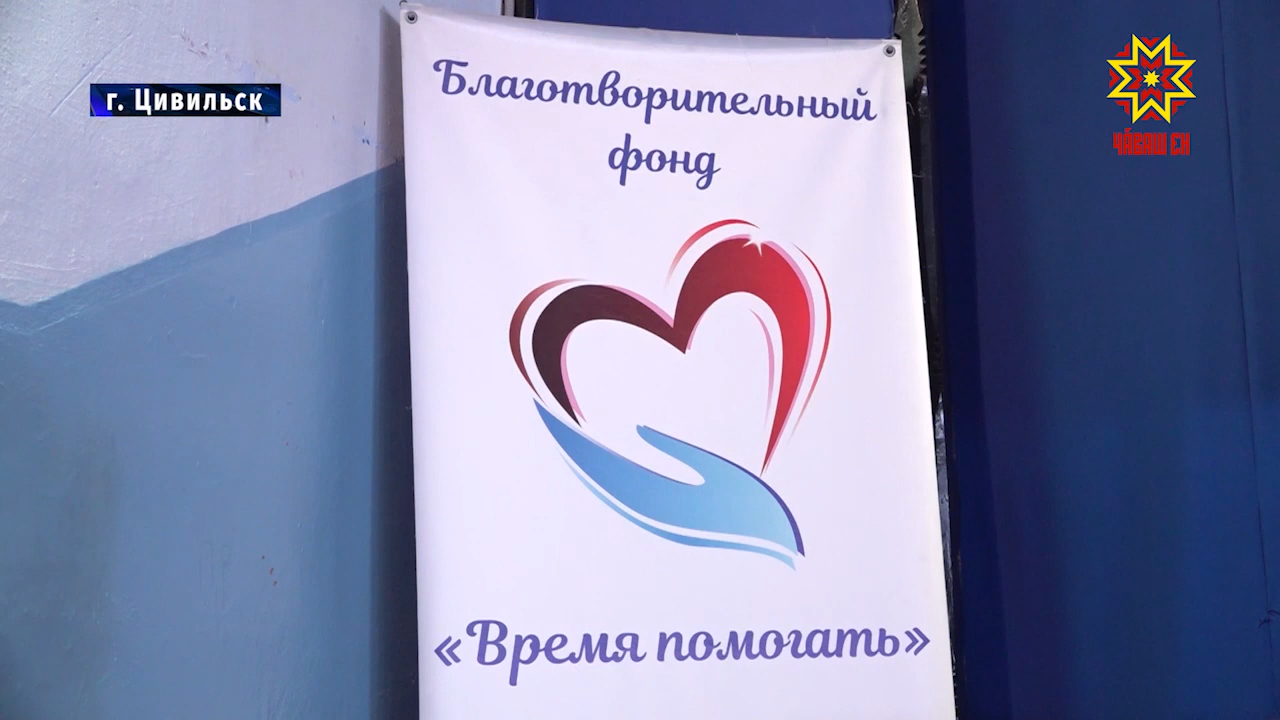 г. Цивильск
ЧӐВАШ ЕН
Благотворительный
фонд
«Время помогать»